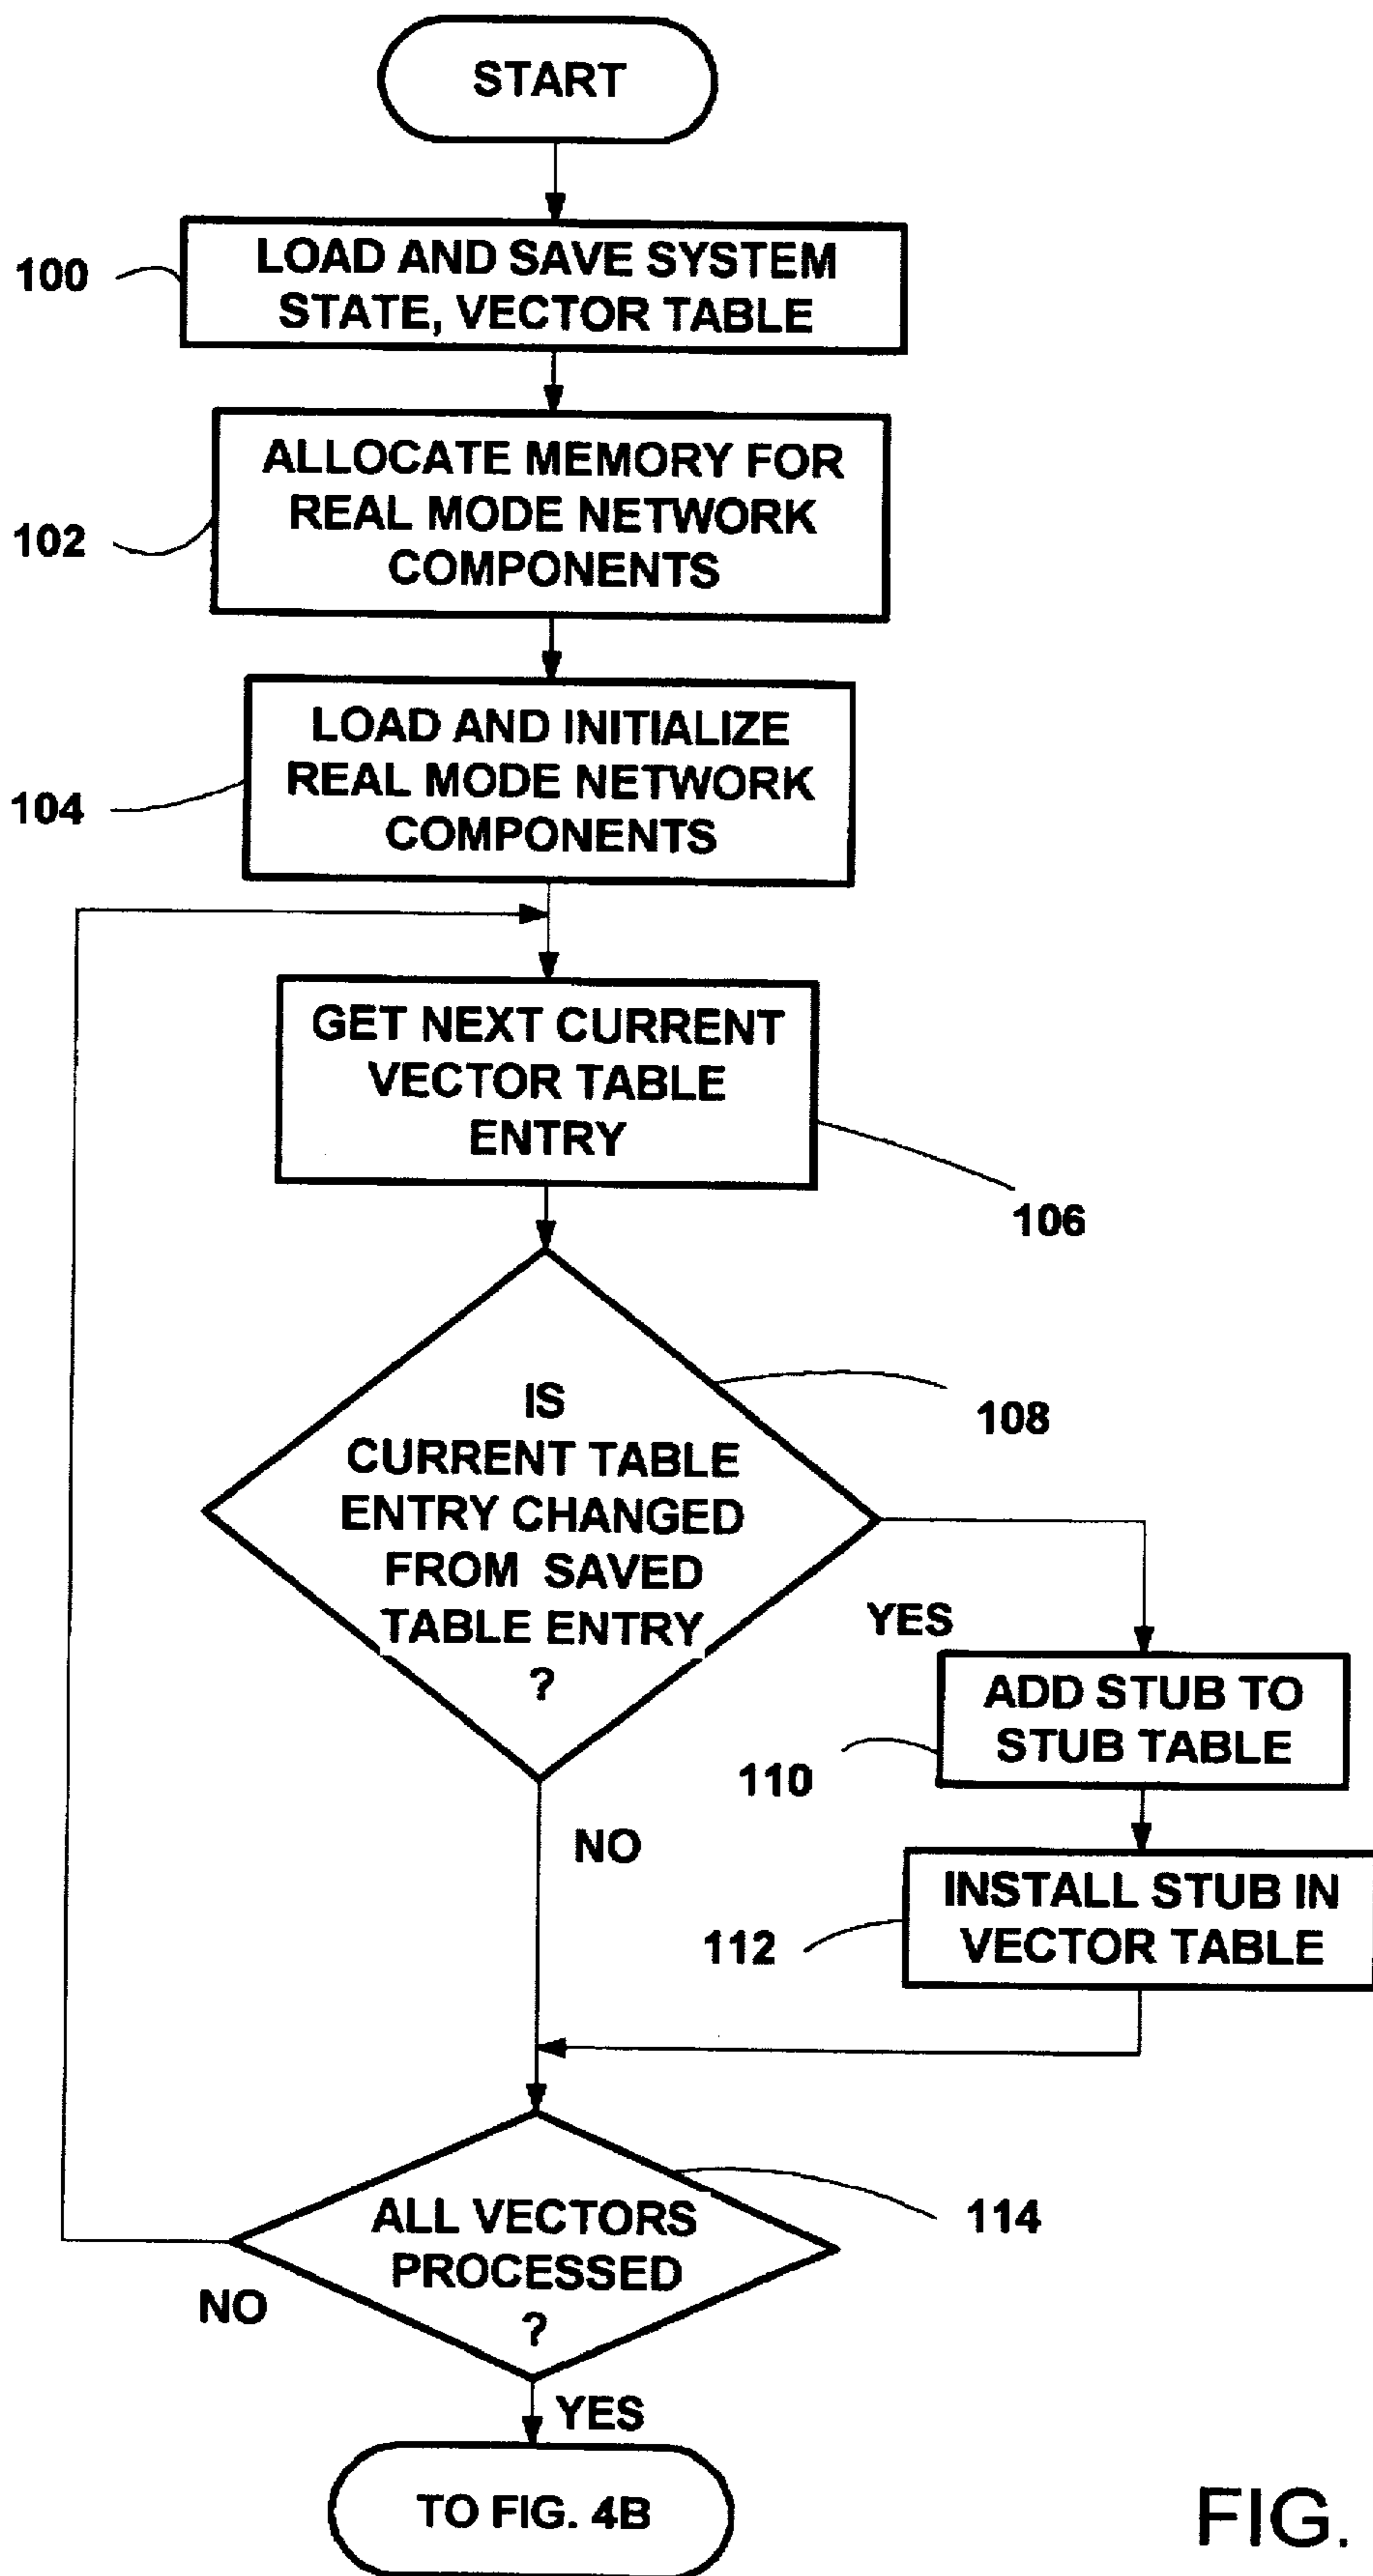 START
100
LOAD AND SAVE SYSTEM
STATE, VECTOR TABLE
102
ALLOCATE MEMORY FOR
REAL MODE NETWORK
COMPONENTS
104
LOAD AND INITIALIZE
REAL MODE NETWORK
COMPONENTS
GET NEXT CURRENT
VECTOR TABLE
ENTRY
106
IS
CURRENT TABLE
ENTRY CHANGED
FROM SAVED
TABLE ENTRY
?
108
YES
NO
ADD STUB TO
STUB TABLE
110
INSTALL STUB IN
VECTOR TABLE
112
ALL VECTORS
PROCESSED
?
114
NO
YES
TO FIG. 4B
FIG.